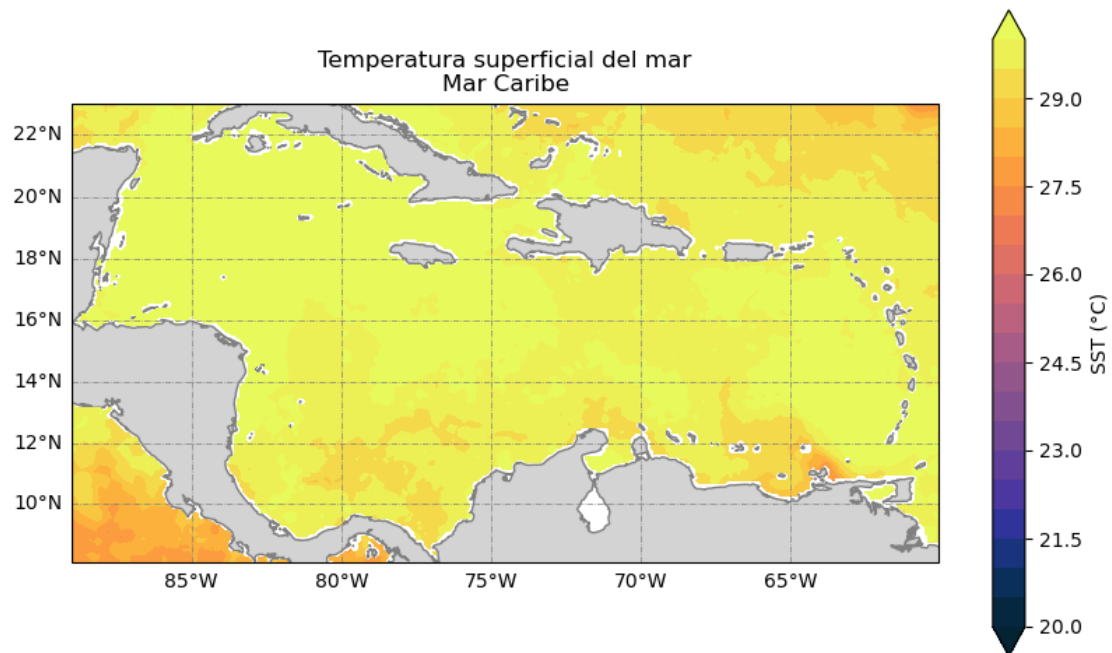 Temperatura superficial del mar
Mar Caribe
22°N
20°N
18°N
16°N
14°N
12°N
10°N
85°W
80°W
75°W
70°W
65°W
29.0
27.5
26.0
24.5
23.0
21.5
20.0
SST (°C)